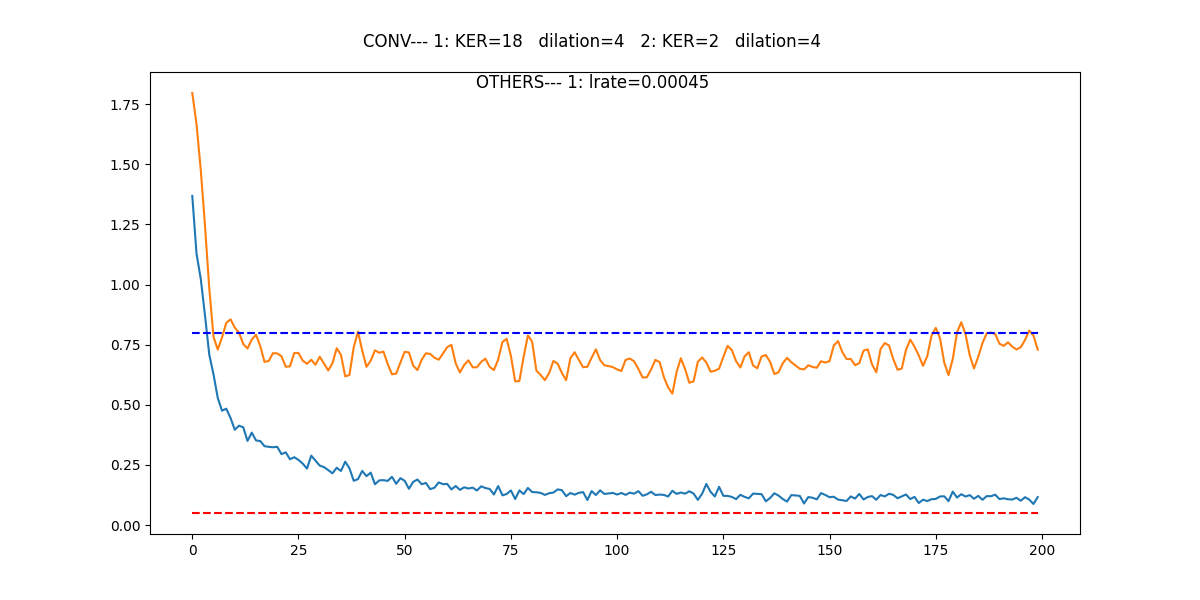 CONV--- 1: KER=18   dilation=4   2: KER=2   dilation=4
OTHERS--- 1: lrate=0.00045
1.75
1.50
1.25
1.00
0.75
0.50
0.25
0.00
0 25 50 75 100 125 150 175 200